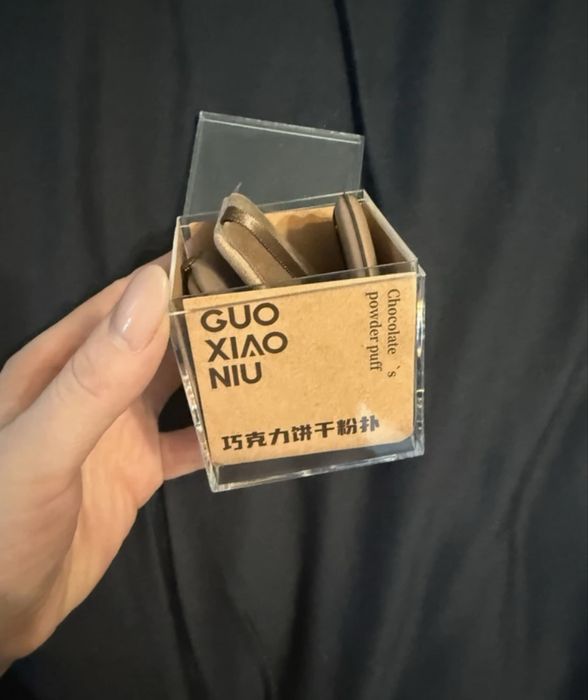 GUO
XIAO
NIU
Chocolate `s
powder puff
巧克力饼干粉扑